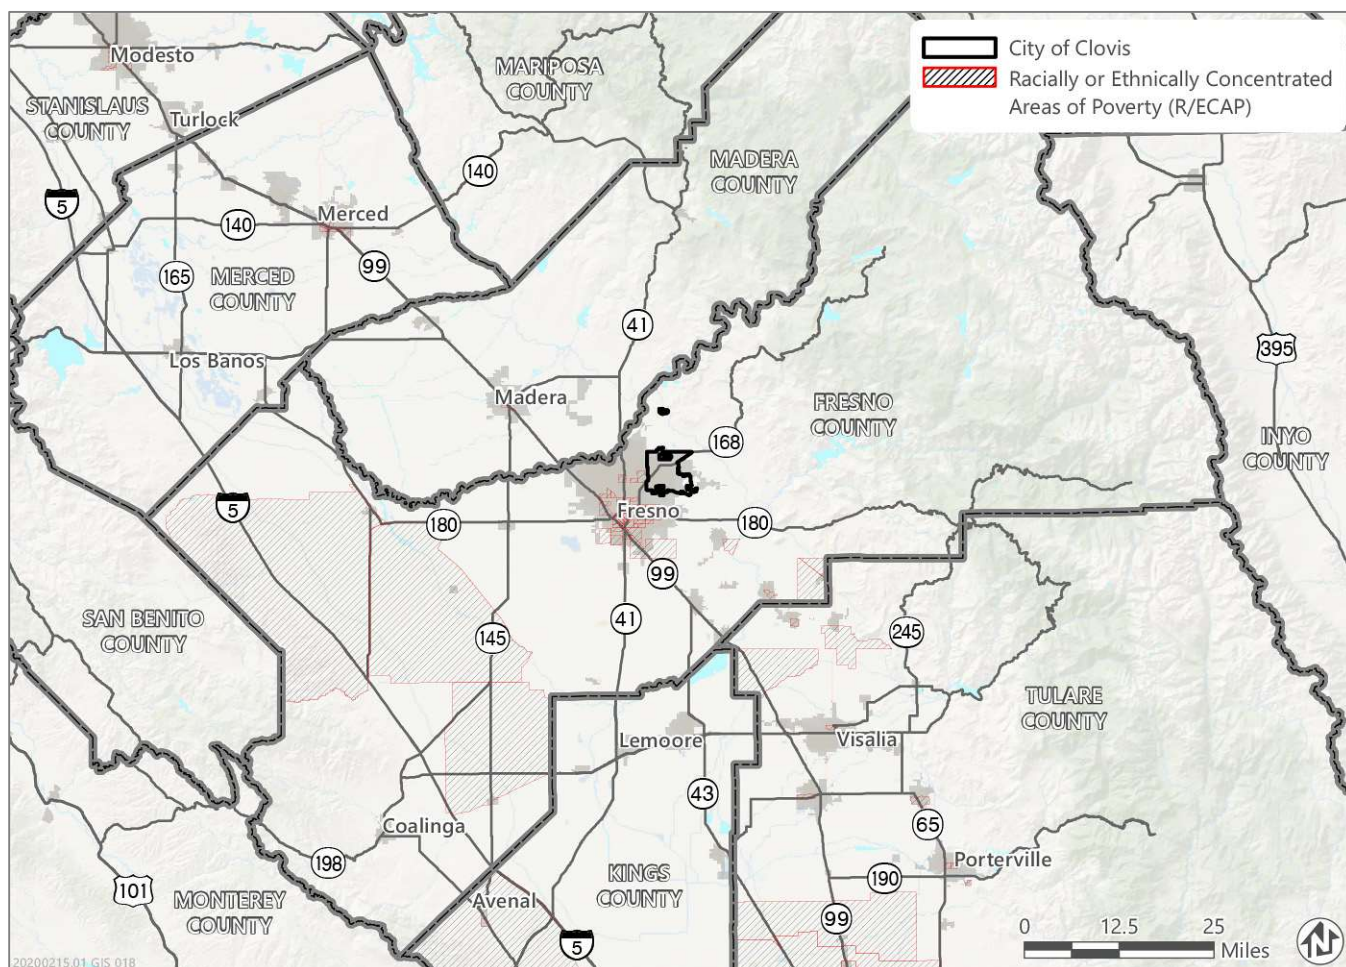 City of Clovis
Racially or Ethnically Concentrated
Areas of Poverty (R/ECAP)
Modesto
MARIPOSA
COUNTY
STANISLAUS
COUNTY
Turlock
MADERA
COUNTY
140
5
Merced
140
99
165
MERCED
COUNTY
41
395
Los Banos
Madera
FRESNO
COUNTY
168
INYO
COUNTY
5
Fresno
180
180
99
SAN BENITO
COUNTY
41
145
245
TULARE
COUNTY
Lemoore
Visalia
43
Coalinga
65
198
Porterville
101
KINGS
COUNTY
190
MONTEREY
COUNTY
Avenal
99
5
0 12.5 25
Miles
N
20200215.01 GIS 018